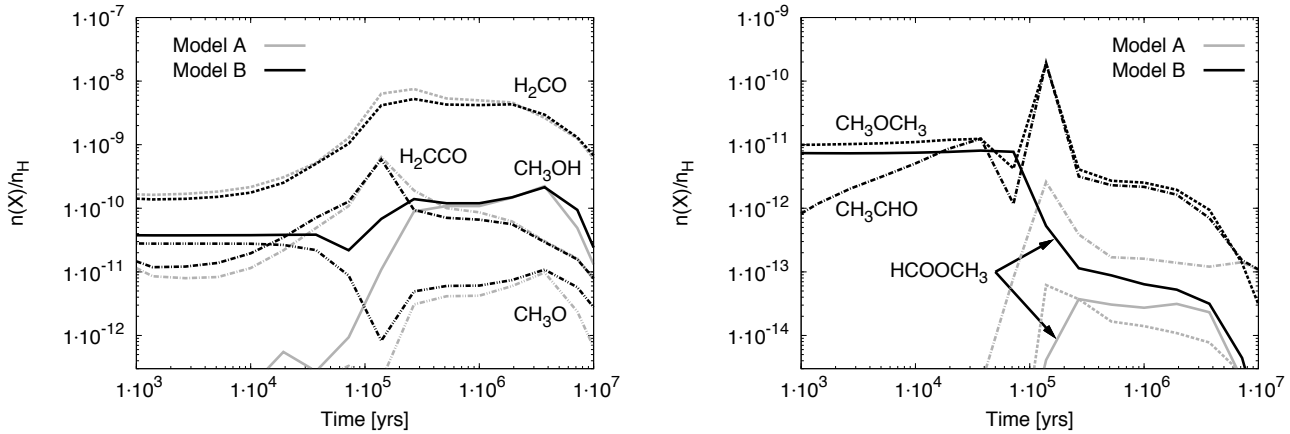 1·10⁻⁷
1·10⁻⁸
1·10⁻⁹
1·10⁻¹⁰
1·10⁻¹¹
1·10⁻¹²
n(X)/n_H
1·10³
1·10⁴
1·10⁵
1·10⁶
1·10⁷
Time [yrs]
Model A
Model B
H₂CO
H₂CCO
CH₃OH
CH₃O
1·10⁻⁹
1·10⁻¹⁰
1·10⁻¹¹
1·10⁻¹²
1·10⁻¹³
1·10⁻¹⁴
n(X)/n_H
1·10³
1·10⁴
1·10⁵
1·10⁶
1·10⁷
Time [yrs]
Model A
Model B
CH₃OCH₃
CH₃CHO
HCOOCH₃